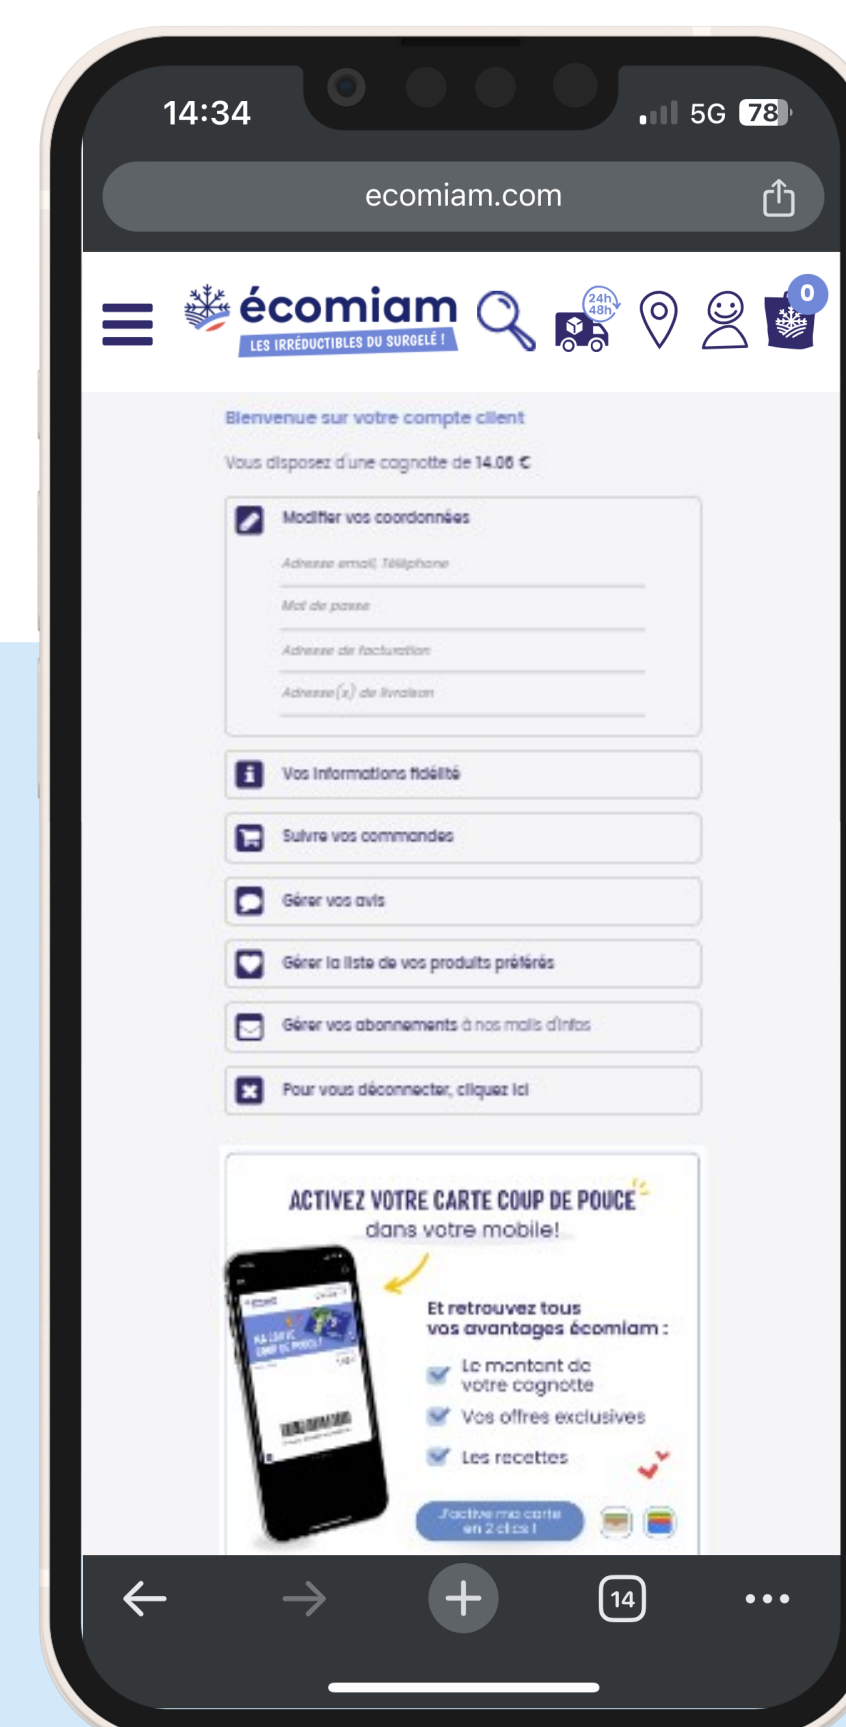 14:34
5G 78
ecomiam.com
écomiam
LES IRRÉDUCTIBLES DU SURGELÉ !
24h
48h
0
Bienvenue sur votre compte client
Vous disposez d'une cagnotte de 14.06 €
Modifier vos coordonnées
Adresse email, Téléphone
Mot de passe
Adresse de facturation
Adresse(s) de livraison
Vos informations fidélité
Suivre vos commandes
Gérer vos avis
Gérer la liste de vos produits préférés
Gérer vos abonnements à nos mails d'infos
Pour vous déconnecter, cliquez ici
ACTIVEZ VOTRE CARTE COUP DE POUCE
dans votre mobile!
MA CARTE
COUP DE POUCE !
Et retrouvez tous
vos avantages écomiam :
Le montant de
votre cagnotte
Vos offres exclusives
Les recettes
J'active ma carte
en 2 clics !
14